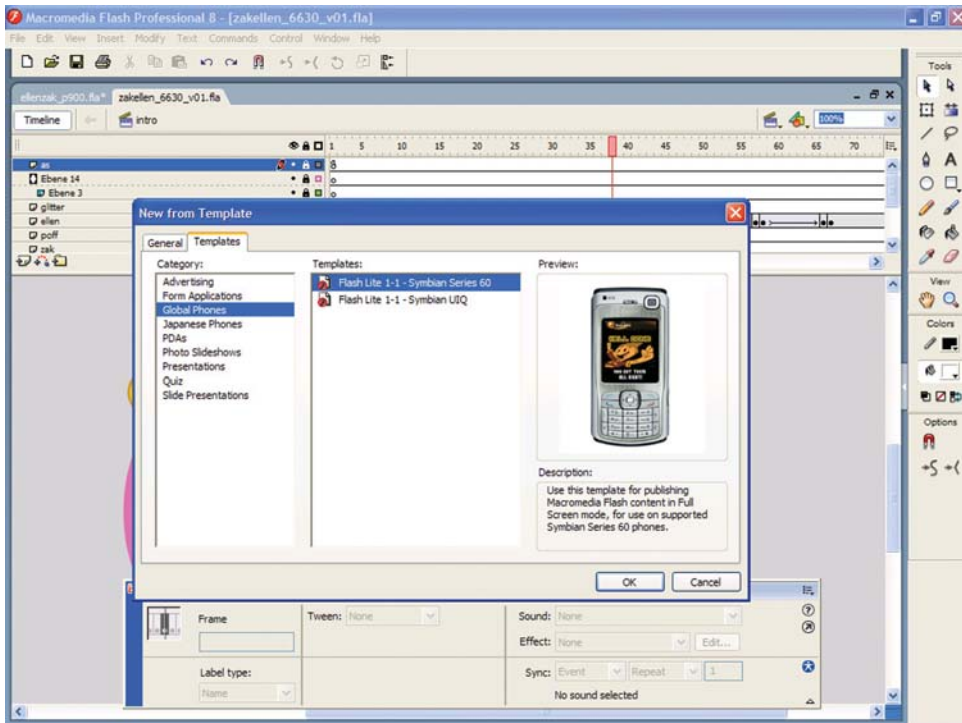 Macromedia Flash Professional 8 - [zakellen_6630_v01.fla]
File Edit View Insert Modify Text Commands Control Window Help
ellenzak_p900.fla* zakellen_6630_v01.fla
Timeline intro 100%
1 5 10 15 20 25 30 35 40 45 50 55 60 65 70
as
Ebene 14
Ebene 3
glitter
ellen
poff
zak
New from Template
General Templates
Category:
Advertising
Form Applications
Global Phones
Japanese Phones
PDAs
Photo Slideshows
Presentations
Quiz
Slide Presentations
Templates:
Flash Lite 1-1 - Symbian Series 60
Flash Lite 1-1 - Symbian UIQ
Preview:
Description:
Use this template for publishing
Macromedia Flash content in Full
Screen mode, for use on supported
Symbian Series 60 phones.
OK Cancel
Frame
Label type:
Name
Tween: None
Sound: None
Effect: None Edit...
Sync: Event Repeat 1
No sound selected
Tools
A
View
Colors
Options